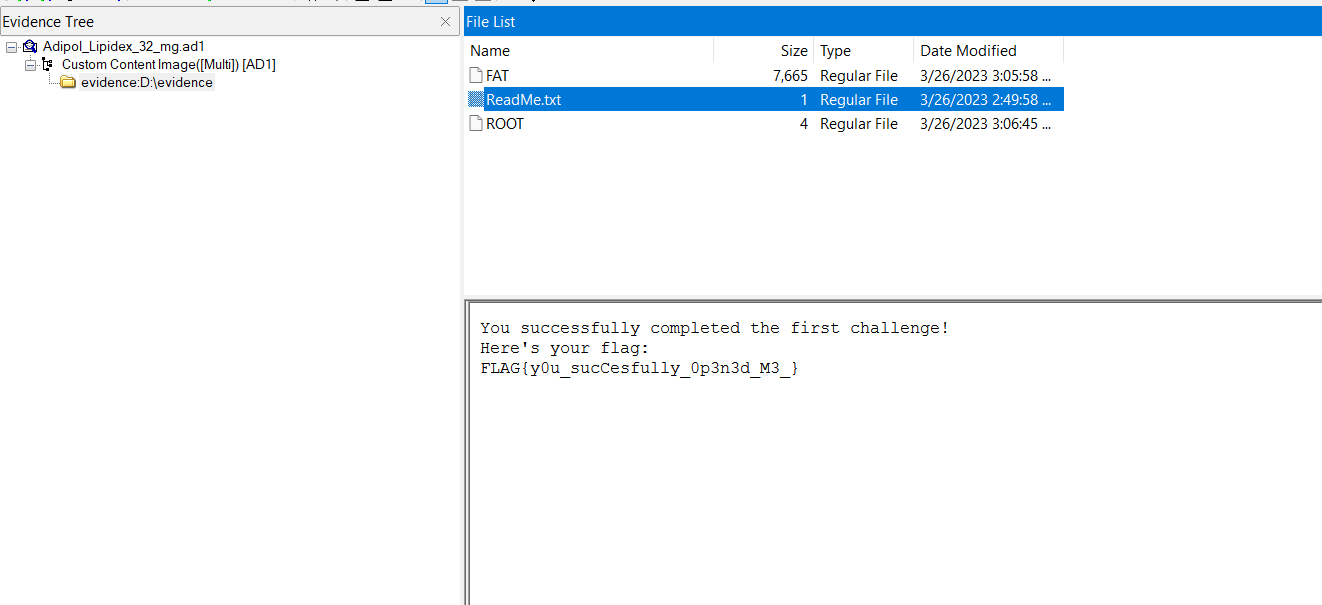 Evidence Tree
Adipol_Lipidex_32_mg.ad1
Custom Content Image([Multi]) [AD1]
evidence:D:\evidence
File List
Name Size Type Date Modified
FAT 7,665 Regular File 3/26/2023 3:05:58 ...
ReadMe.txt 1 Regular File 3/26/2023 2:49:58 ...
ROOT 4 Regular File 3/26/2023 3:06:45 ...
You successfully completed the first challenge!
Here's your flag:
FLAG{y0u_sucCesfully_0p3n3d_M3_}